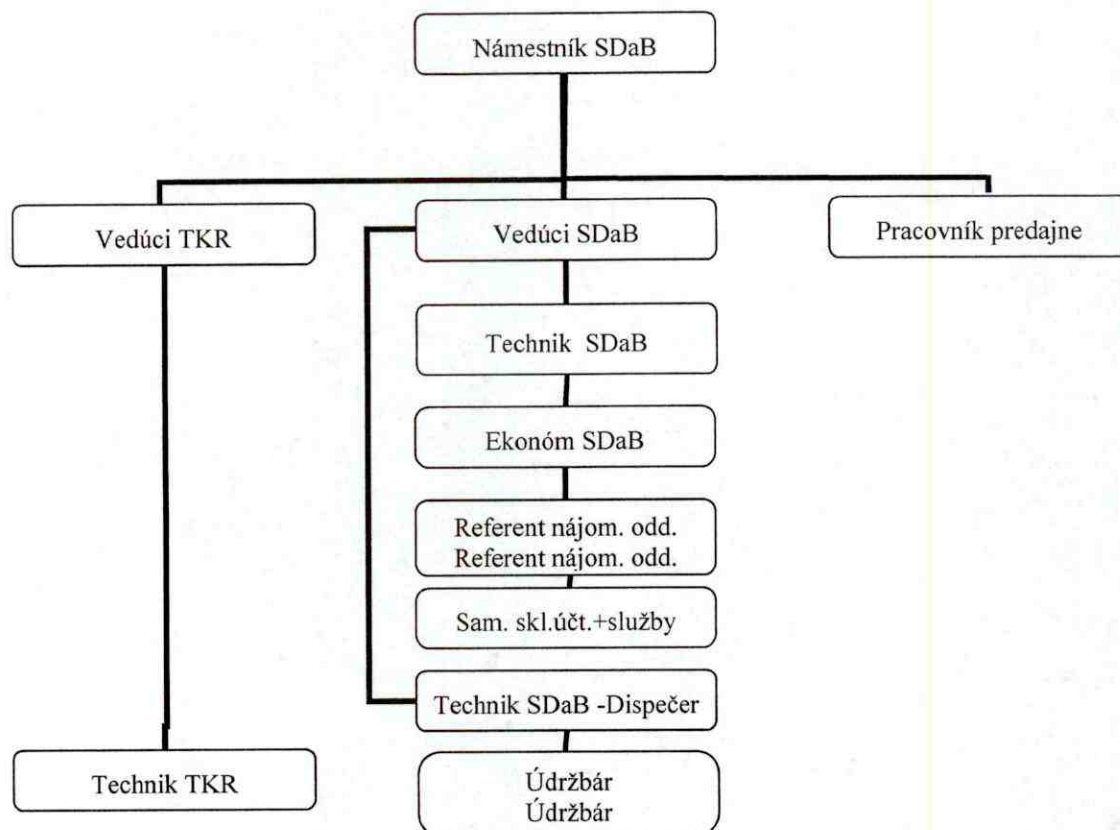 Námestník SDaB
Vedúci TKR
Vedúci SDaB
Pracovník predajne
Technik  SDaB
Ekonóm SDaB
Referent nájom. odd.
Referent nájom. odd.
Sam. skl.účt.+služby
Technik SDaB -Dispečer
Technik TKR
Údržbár
Údržbár